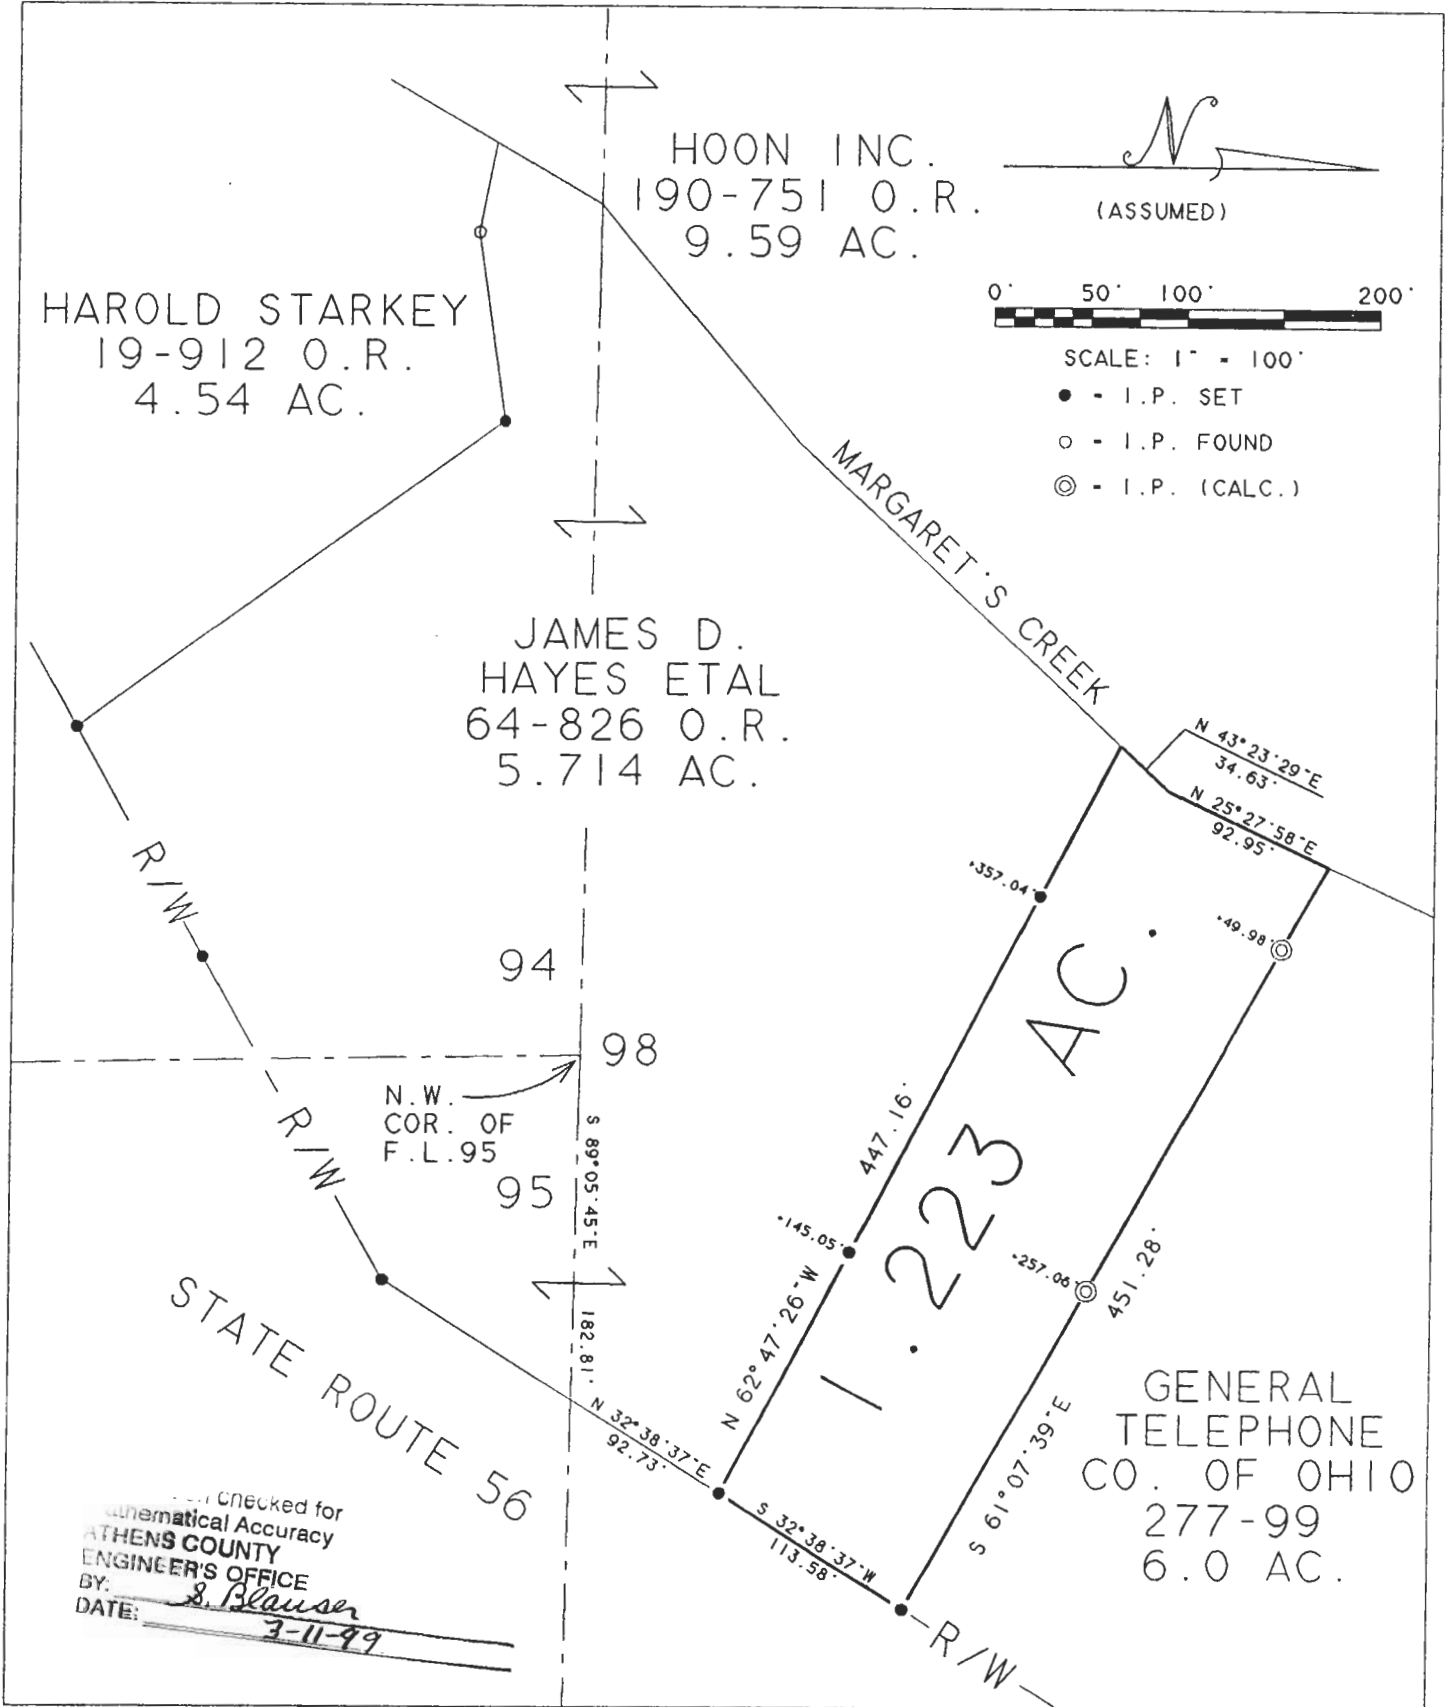 HOON INC.
190-751 O.R.
9.59 AC.
N
(ASSUMED)
0' 50' 100' 200'
SCALE: 1" = 100'
● - I.P. SET
○ - I.P. FOUND
◎ - I.P. (CALC.)
HAROLD STARKEY
19-912 O.R.
4.54 AC.
MARGARET'S CREEK
JAMES D.
HAYES ETAL
64-826 O.R.
5.714 AC.
N 43°23'29"E
34.63'
N 25°27'58"E
92.95'
+357.04'
+49.98'
R/W
94
98
N.W.
COR. OF
F.L.95
95
S 89°05'45"E
182.81'
R/W
1.223 AC.
447.16'
+145.05'
N 62°47'26"W
+257.06'
451.28'
S 61°07'39"E
STATE ROUTE 56
N 32°38'37"E
92.73'
S 32°38'37"W
113.58'
R/W
GENERAL
TELEPHONE
CO. OF OHIO
277-99
6.0 AC.
Checked for
Mathematical Accuracy
ATHENS COUNTY
ENGINEER'S OFFICE
BY: S. Blauser
DATE: 3-11-99